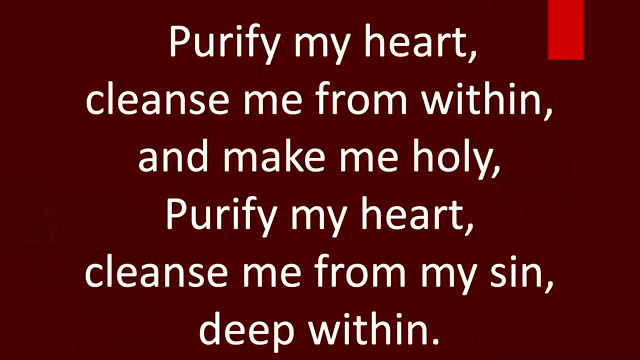 Purify my heart,
cleanse me from within,
and make me holy,
Purify my heart,
cleanse me from my sin,
deep within.